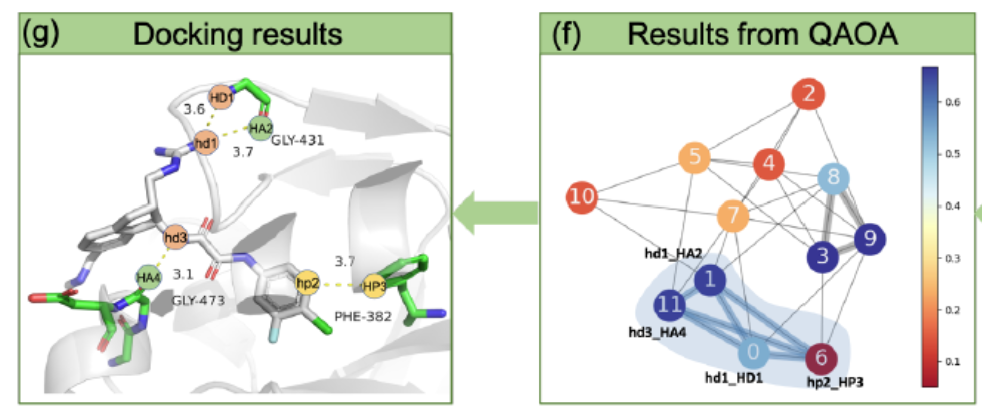 (g) Docking results
HD1
3.6
HA2
hd1
GLY-431
3.7
hd3
HA4
3.1
GLY-473
3.7
hp2
HP3
PHE-382
(f) Results from QAOA
2
5
4
8
10
7
9
3
hd1_HA2
1
11
hd3_HA4
0
6
hd1_HD1
hp2_HP3
0.6
0.5
0.4
0.3
0.2
0.1